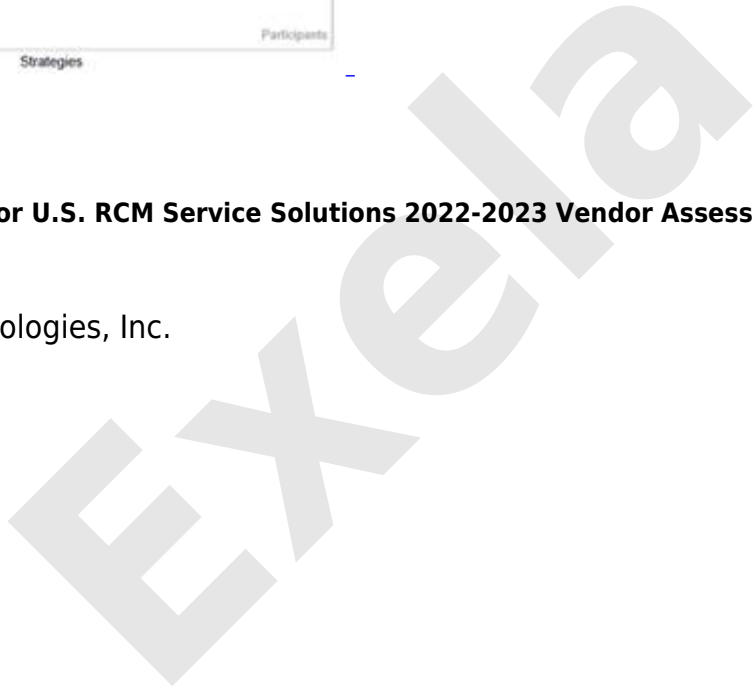 Participants
Strategies
or U.S. RCM Service Solutions 2022-2023 Vendor Assess
ologies, Inc.
Exela